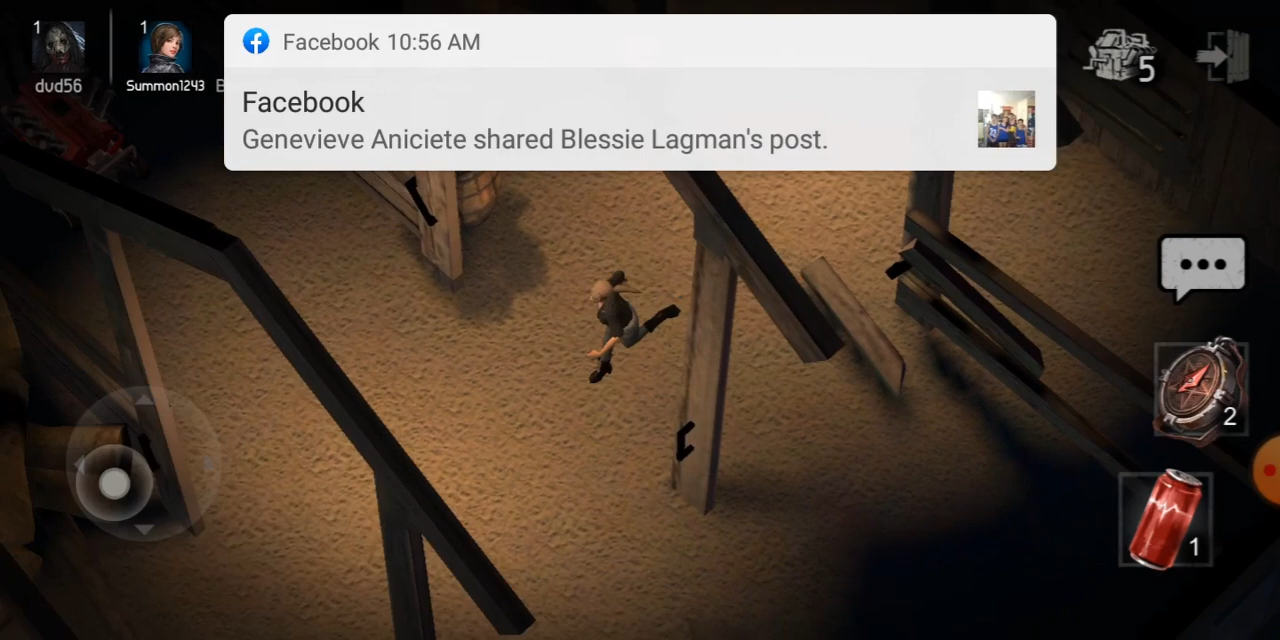 1
dvd56
1
Summon1243
B
Facebook 10:56 AM
Facebook
Genevieve Aniciete shared Blessie Lagman's post.
5
2
1